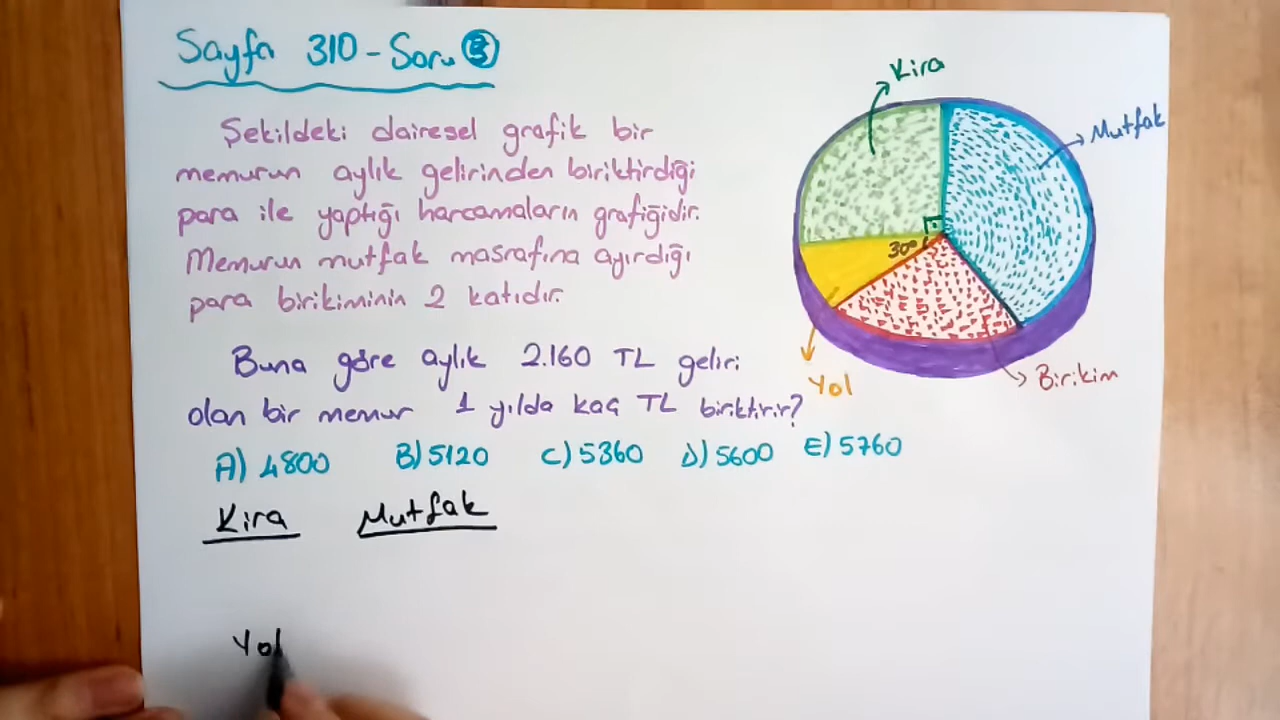 Sayfa 310 - Soru 3
Şekildeki dairesel grafik bir
memurun aylık gelirinden biriktirdiği
para ile yaptığı harcamaların grafiğidir.
Memurun mutfak masrafına ayırdığı
para birikiminin 2 katıdır.
Buna göre aylık 2.160 TL geliri
olan bir memur 1 yılda kaç TL biriktirir?
A) 4800 B) 5120 C) 5360 D) 5600 E) 5760
Kira
Mutfak
30°
Yol
Birikim
Kira Mutfak
Yol